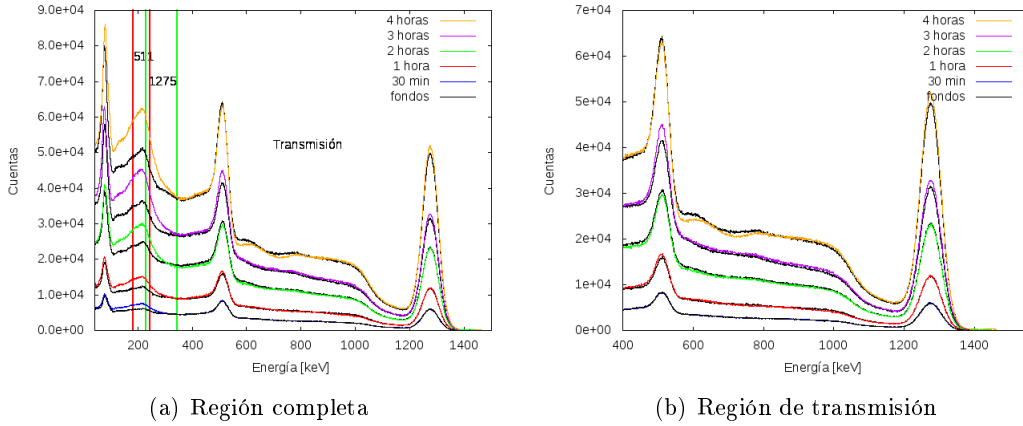 9.0e+04
8.0e+04
7.0e+04
6.0e+04
5.0e+04
4.0e+04
3.0e+04
2.0e+04
1.0e+04
0.0e+00
Cuentas
200
400
600
800
1000
1200
1400
Energía [keV]
511
1275
Transmisión
4 horas
3 horas
2 horas
1 hora
30 min
fondos
(a) Región completa
7e+04
6e+04
5e+04
4e+04
3e+04
2e+04
1e+04
0e+00
Cuentas
400
600
800
1000
1200
1400
Energía [keV]
4 horas
3 horas
2 horas
1 hora
30 min
fondos
(b) Región de transmisión